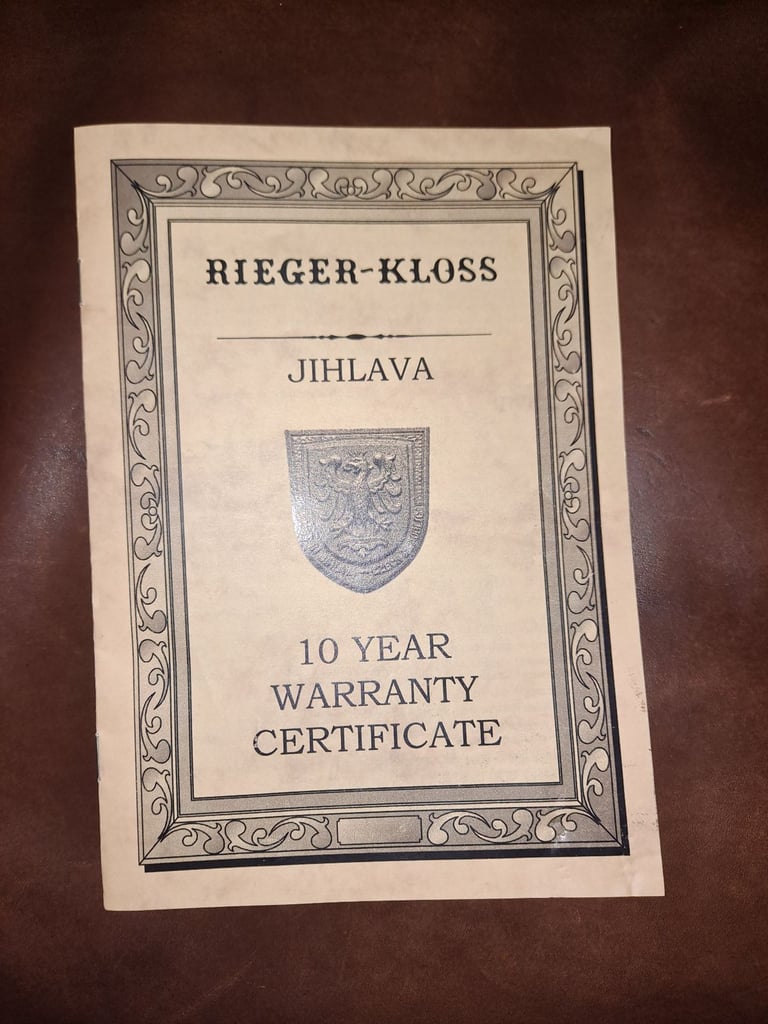 RIEGER-KLOSS
JIHLAVA
10 YEAR
WARRANTY
CERTIFICATE